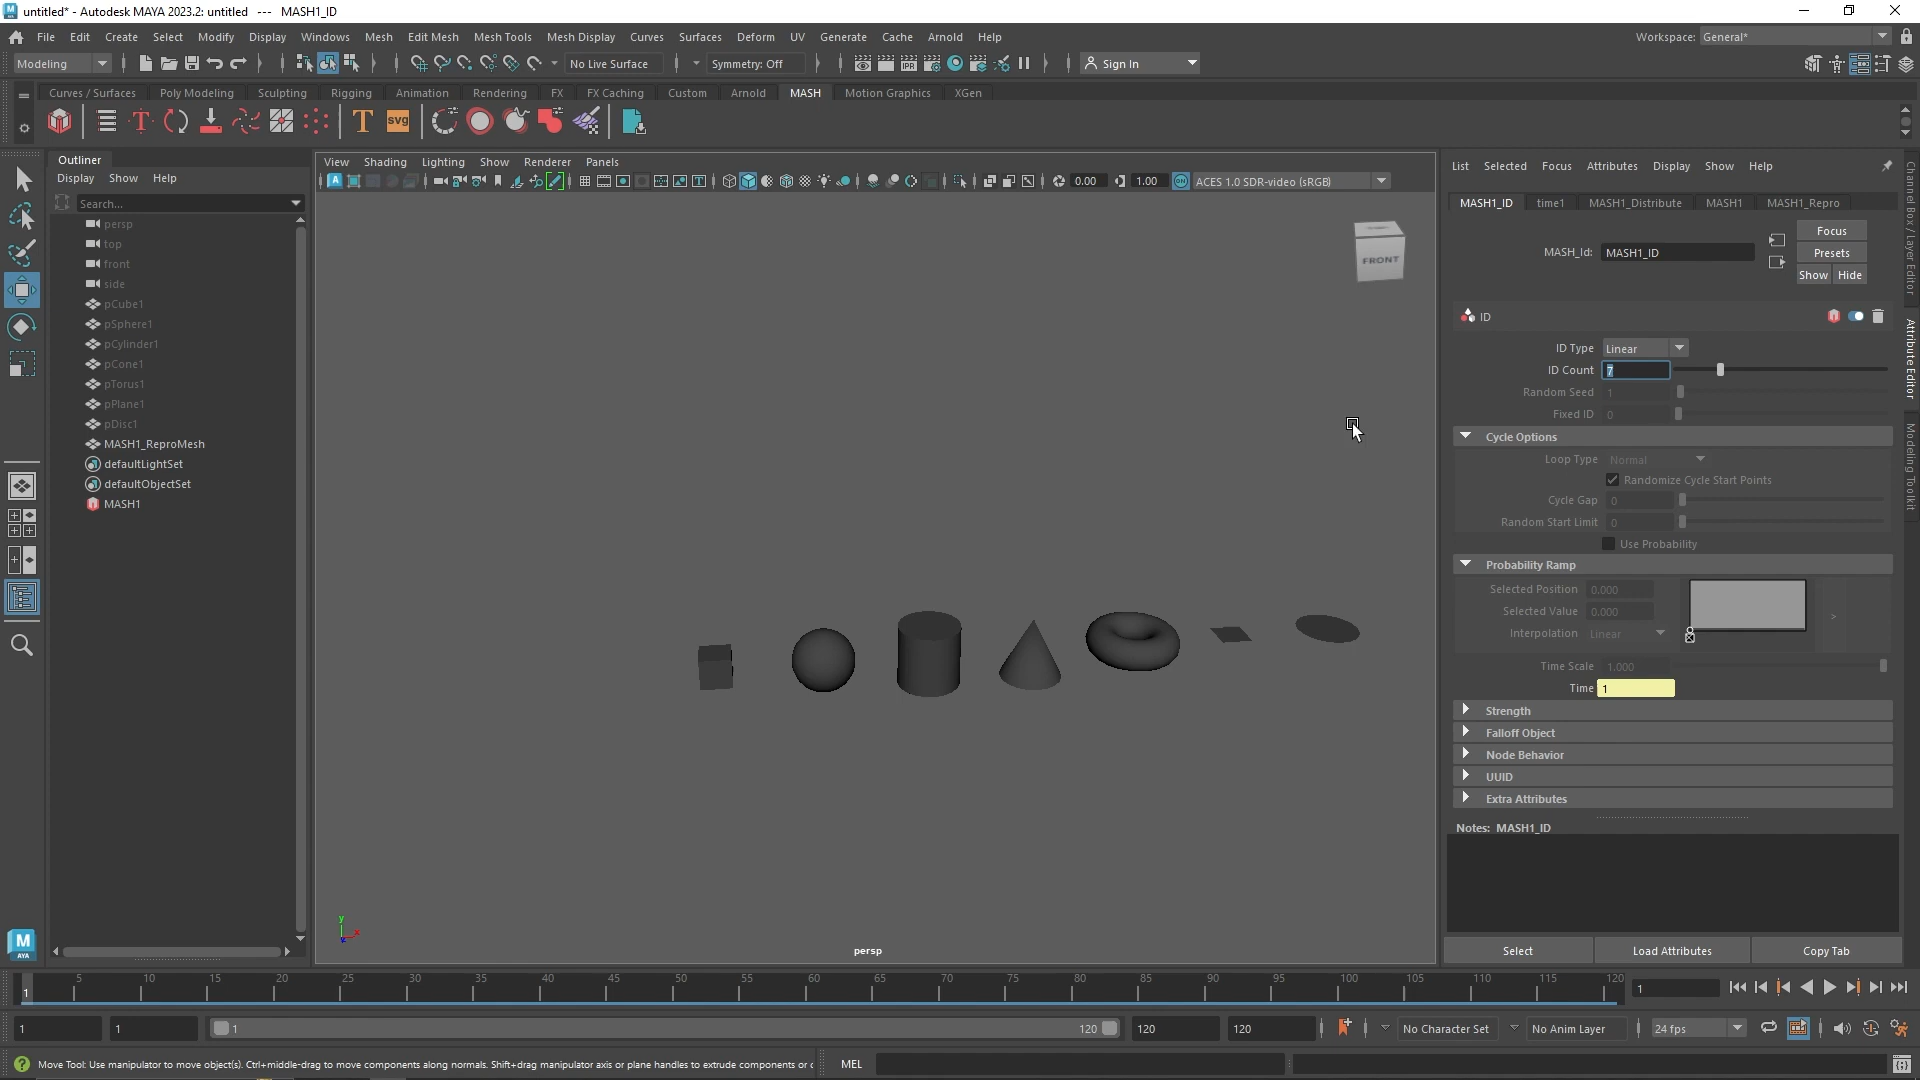 untitled* - Autodesk MAYA 2023.2: untitled --- MASH1_ID
File Edit Create Select Modify Display Windows Mesh Edit Mesh Mesh Tools Mesh Display Curves Surfaces Deform UV Generate Cache Arnold Help
Workspace: General*
Modeling
No Live Surface
Symmetry: Off
Sign In
Curves / Surfaces Poly Modeling Sculpting Rigging Animation Rendering FX FX Caching Custom Arnold MASH Motion Graphics XGen
T
T
svg
Outliner
Display Show Help
Search...
persp
top
front
side
pCube1
pSphere1
pCylinder1
pCone1
pTorus1
pPlane1
pDisc1
MASH1_ReproMesh
defaultLightSet
defaultObjectSet
MASH1
View Shading Lighting Show Renderer Panels
0.00
1.00
ACES 1.0 SDR-video (sRGB)
FRONT
y
x
persp
List Selected Focus Attributes Display Show Help
MASH1_ID time1 MASH1_Distribute MASH1 MASH1_Repro
MASH_Id: MASH1_ID
Focus
Presets
Show Hide
ID
ID Type Linear
ID Count 7
Random Seed 1
Fixed ID 0
Cycle Options
Loop Type Normal
Randomize Cycle Start Points
Cycle Gap 0
Random Start Limit 0
Use Probability
Probability Ramp
Selected Position 0.000
Selected Value 0.000
Interpolation Linear
>
Time Scale 1.000
Time 1
Strength
Falloff Object
Node Behavior
UUID
Extra Attributes
Notes: MASH1_ID
Select Load Attributes Copy Tab
Channel Box / Layer Editor
Attribute Editor
Modeling Toolkit
M
AYA
1 5 10 15 20 25 30 35 40 45 50 55 60 65 70 75 80 85 90 95 100 105 110 115 120
1
1 1 1 120 120 120
No Character Set
No Anim Layer
24 fps
Move Tool: Use manipulator to move object(s). Ctrl+middle-drag to move components along normals. Shift+drag manipulator axis or plane handles to extrude components or
MEL